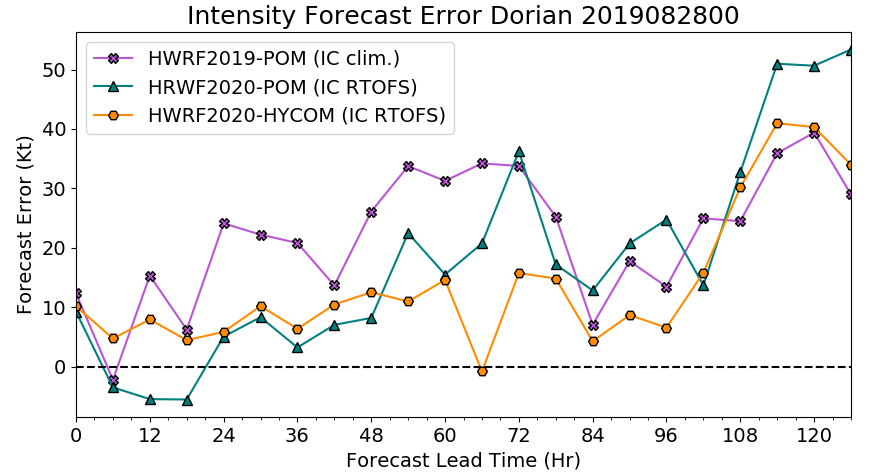 Intensity Forecast Error Dorian 2019082800
HWRF2019-POM (IC clim.)
HRWF2020-POM (IC RTOFS)
HWRF2020-HYCOM (IC RTOFS)
Forecast Error (Kt)
50
40
30
20
10
0
0 12 24 36 48 60 72 84 96 108 120
Forecast Lead Time (Hr)